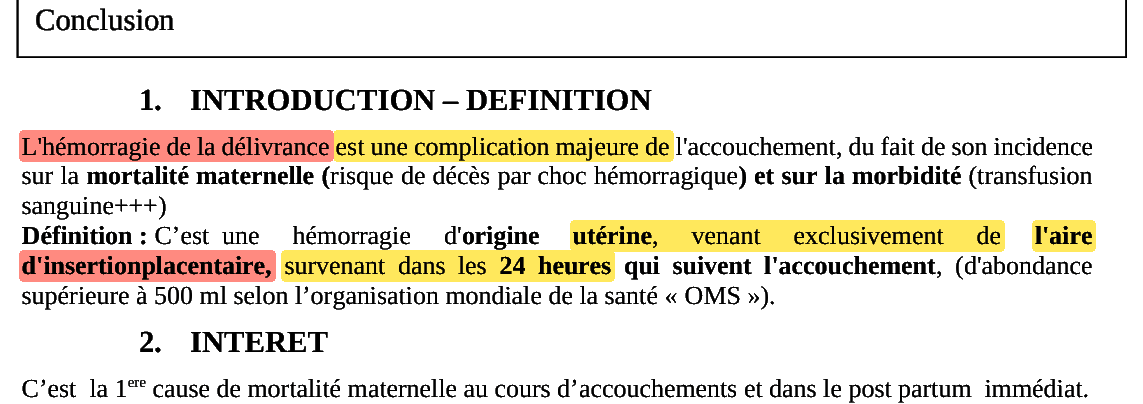 Conclusion
1. INTRODUCTION – DEFINITION
L'hémorragie de la délivrance est une complication majeure de l'accouchement, du fait de son incidence
sur la mortalité maternelle (risque de décès par choc hémorragique) et sur la morbidité (transfusion
sanguine+++)
Définition : C’est une hémorragie d'origine utérine, venant exclusivement de l'aire
d'insertionplacentaire, survenant dans les 24 heures qui suivent l'accouchement, (d'abondance
supérieure à 500 ml selon l’organisation mondiale de la santé « OMS »).
2. INTERET
C’est la 1ere cause de mortalité maternelle au cours d’accouchements et dans le post partum immédiat.